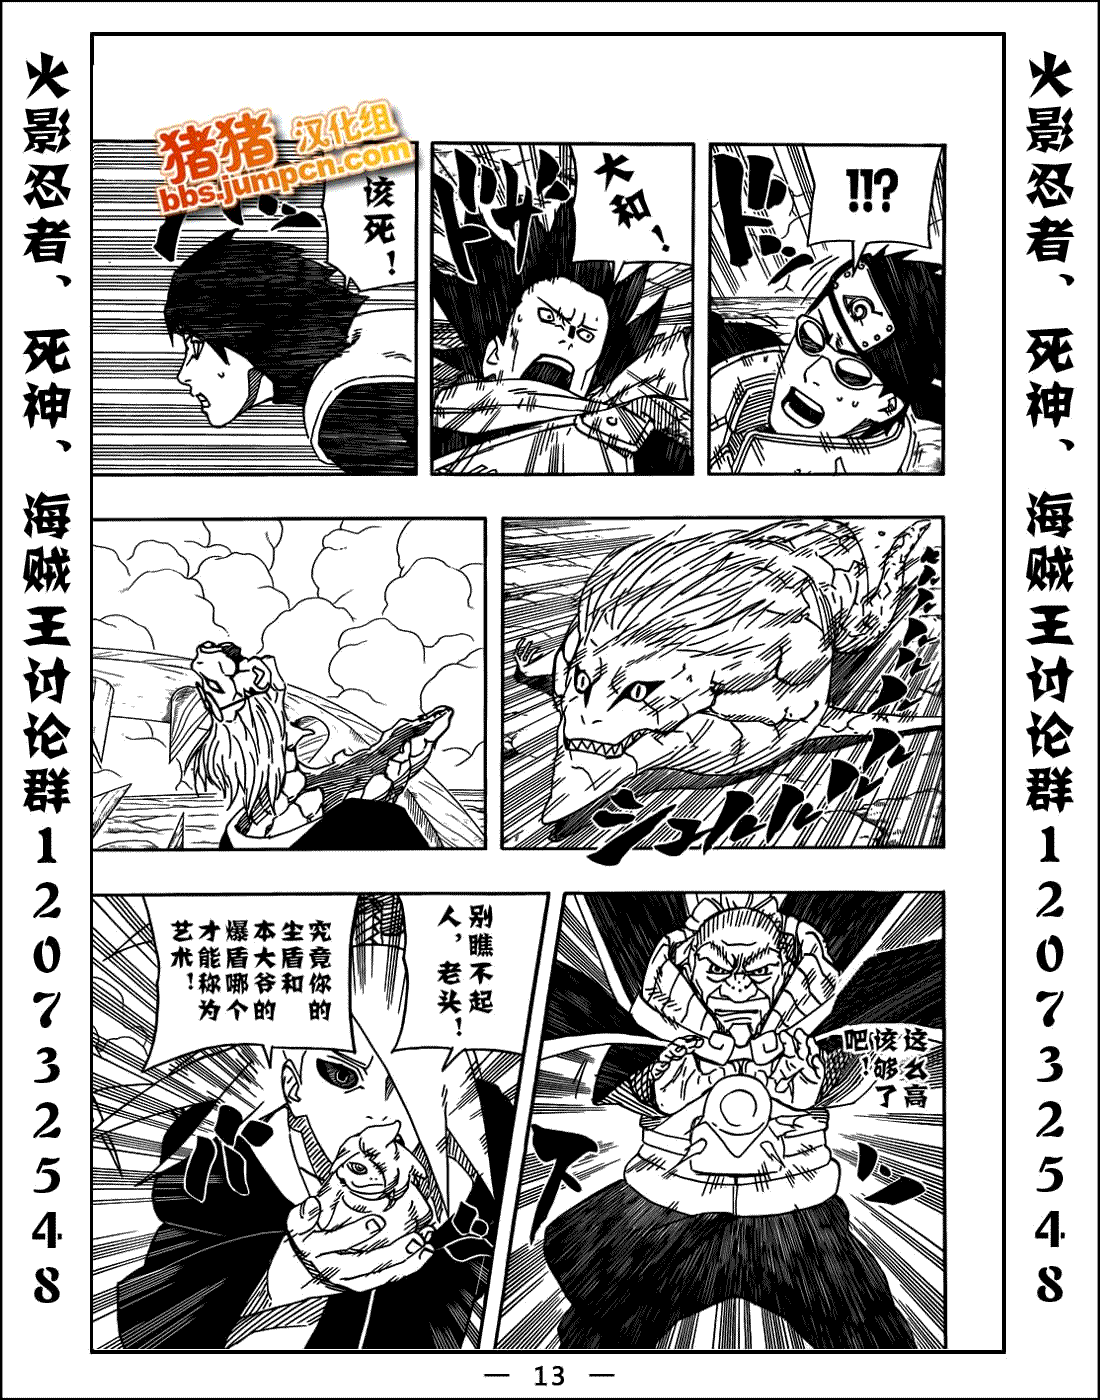 火影忍者、死神、海贼王讨论群120732548
猪猪汉化组
bbs.jumpcn.com
!!?
大和！
该死！
这么高
该够了
吧！
别瞧不起
人，老头！
究竟你的
生盾和
本大爷的
爆盾哪个
才能称为
艺术！
火影忍者、死神、海贼王讨论群120732548
— 13 —